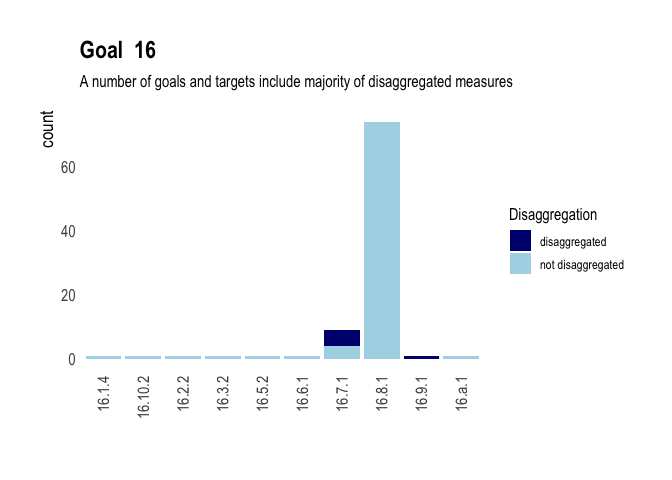 Goal  16
A number of goals and targets include majority of disaggregated measures
count
60
40
20
0
16.1.4
16.10.2
16.2.2
16.3.2
16.5.2
16.6.1
16.7.1
16.8.1
16.9.1
16.a.1
Disaggregation
disaggregated
not disaggregated